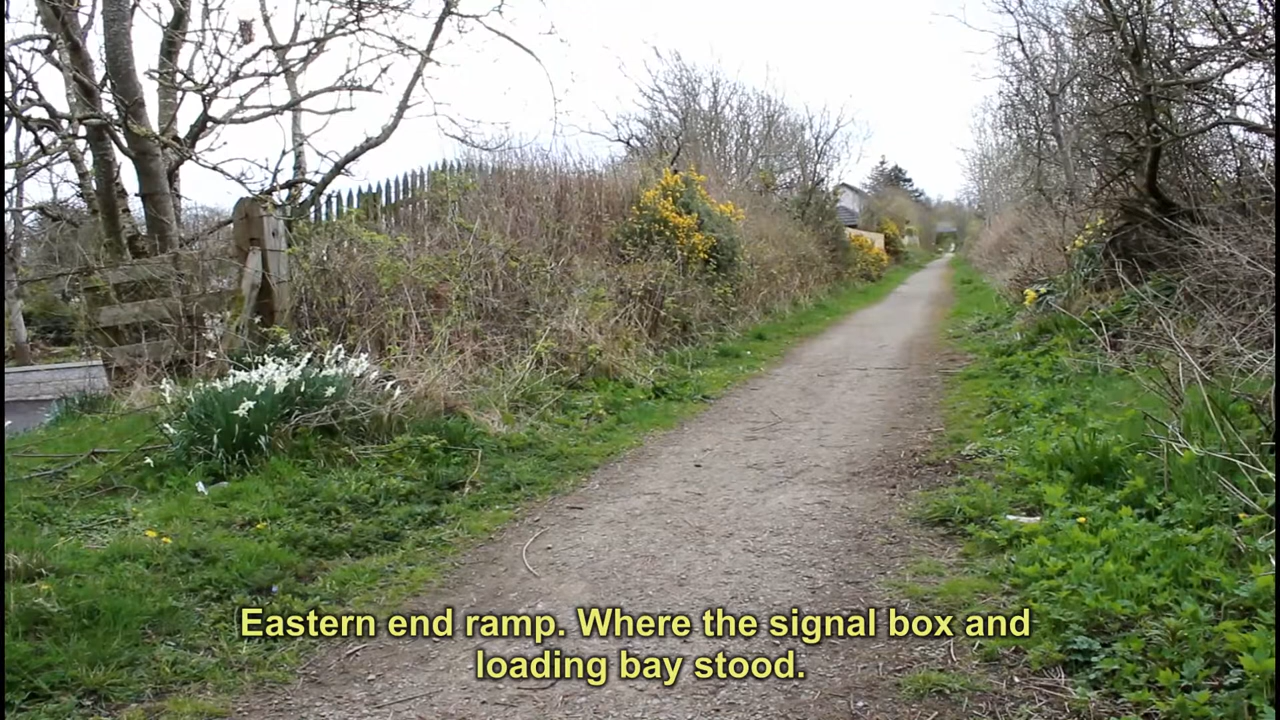 Eastern end ramp. Where the signal box and
loading bay stood.